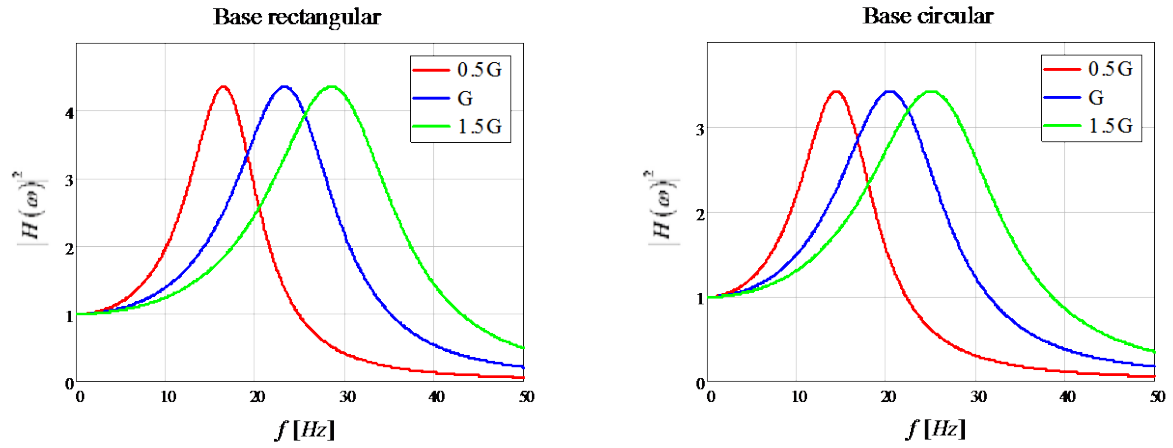 Base rectangular
0.5G
G
1.5G
4
3
2
1
0
0 10 20 30 40 50
|H(ω)|²
f [Hz]
Base circular
0.5G
G
1.5G
3
2
1
0
0 10 20 30 40 50
|H(ω)|²
f [Hz]